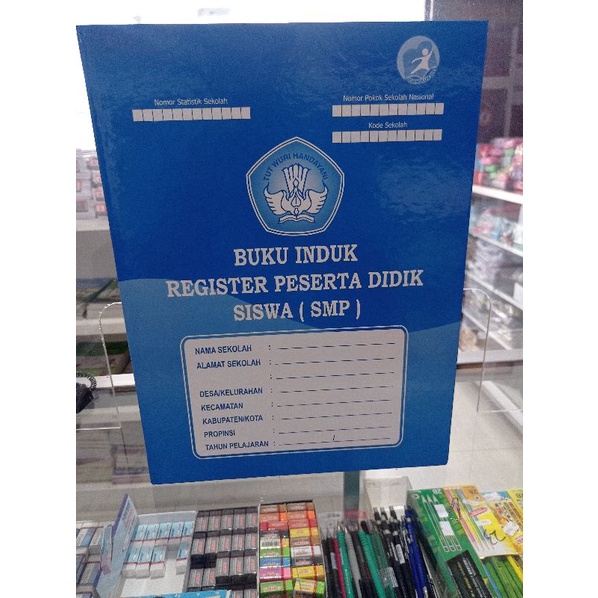 Nomor Statistik Sekolah
Nomor Pokok Sekolah Nasional
Kode Sekolah
TUT WURI HANDAYANI
BUKU INDUK
REGISTER PESERTA DIDIK
SISWA ( SMP )
NAMA SEKOLAH :
ALAMAT SEKOLAH :
:
DESA/KELURAHAN :
KECAMATAN :
KABUPATEN/KOTA :
PROPINSI :
TAHUN PELAJARAN : /